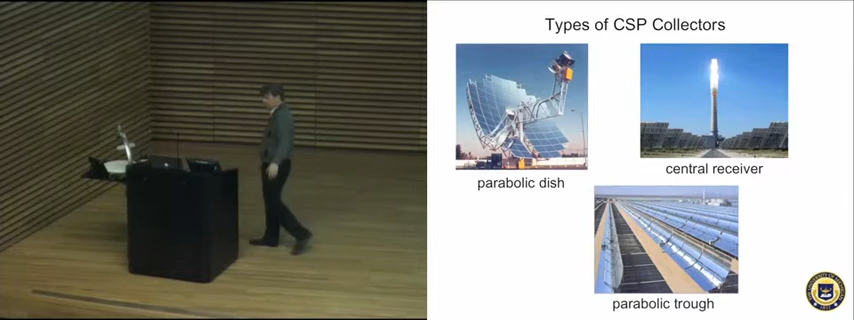 Types of CSP Collectors
parabolic dish
central receiver
parabolic trough